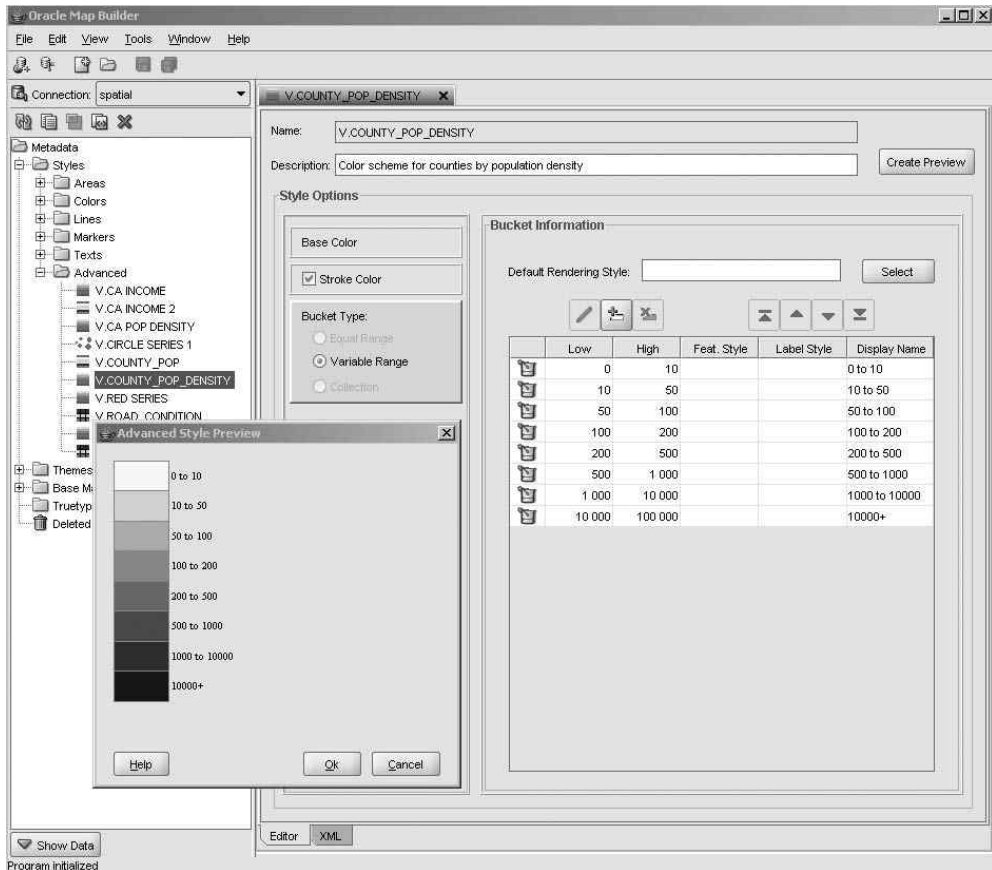 Oracle Map Builder
File Edit View Tools Window Help
Connection: spatial
V.COUNTY_POP_DENSITY
Metadata
Styles
Areas
Colors
Lines
Markers
Texts
Advanced
V.CA INCOME
V.CA INCOME 2
V.CA POP DENSITY
V.CIRCLE SERIES 1
V.COUNTY_POP
V.COUNTY_POP_DENSITY
V.RED SERIES
V.ROAD_CONDITION
Themes
Base Ma
Truetyp
Deleted
Show Data
Program initialized
Name: V.COUNTY_POP_DENSITY
Description: Color scheme for counties by population density
Create Preview
Style Options
Base Color
Stroke Color
Bucket Type:
Equal Range
Variable Range
Collection
Bucket Information
Default Rendering Style: Select
Low High Feat. Style Label Style Display Name
0 10 0 to 10
10 50 10 to 50
50 100 50 to 100
100 200 100 to 200
200 500 200 to 500
500 1 000 500 to 1000
1 000 10 000 1000 to 10000
10 000 100 000 10000+
Advanced Style Preview
0 to 10
10 to 50
50 to 100
100 to 200
200 to 500
500 to 1000
1000 to 10000
10000+
Help Ok Cancel
Editor XML